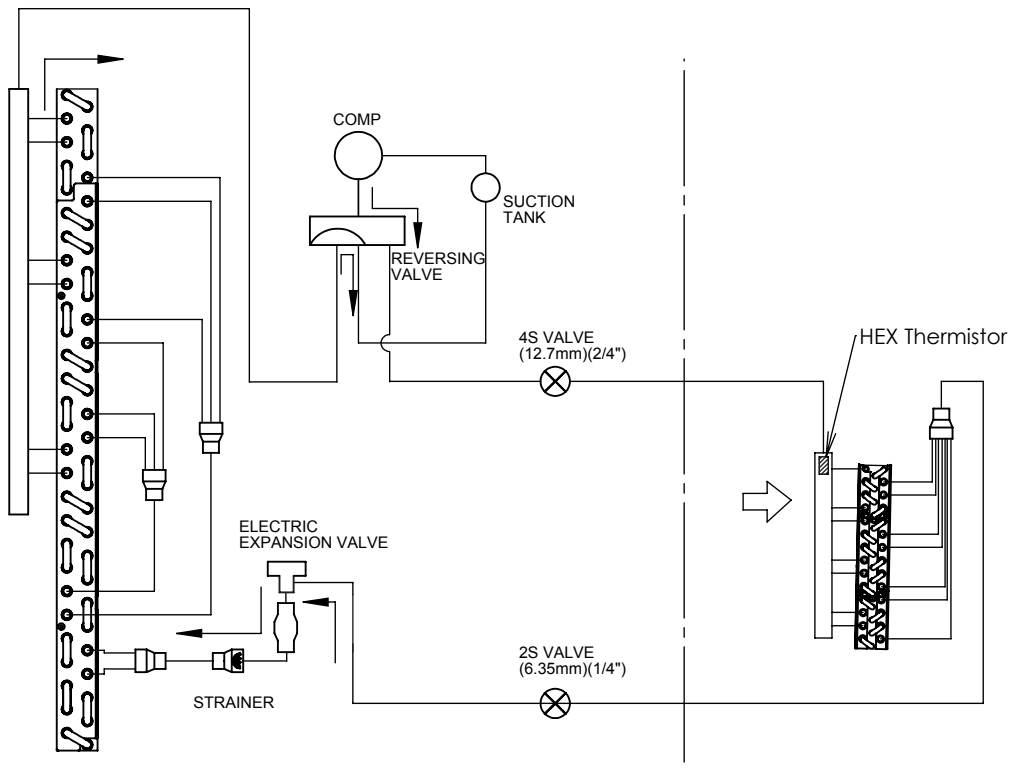 COMP
SUCTION
TANK
REVERSING
VALVE
4S VALVE
(12.7mm)(2/4")
HEX Thermistor
ELECTRIC
EXPANSION VALVE
2S VALVE
(6.35mm)(1/4")
STRAINER